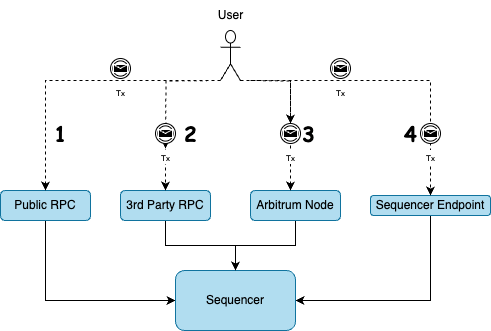 User
Tx
Tx
1
2
3
4
Tx
Tx
Tx
Public RPC
3rd Party RPC
Arbitrum Node
Sequencer Endpoint
Sequencer